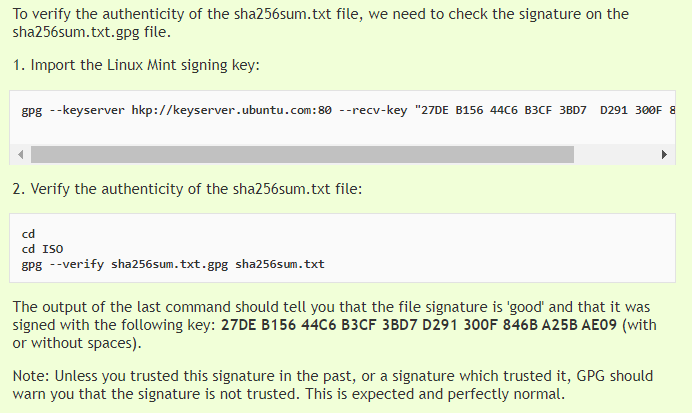 To verify the authenticity of the sha256sum.txt file, we need to check the signature on the
sha256sum.txt.gpg file.
1. Import the Linux Mint signing key:
gpg --keyserver hkp://keyserver.ubuntu.com:80 --recv-key "27DE B156 44C6 B3CF 3BD7  D291 300F 8
2. Verify the authenticity of the sha256sum.txt file:
cd
cd ISO
gpg --verify sha256sum.txt.gpg sha256sum.txt
The output of the last command should tell you that the file signature is 'good' and that it was
signed with the following key: 27DE B156 44C6 B3CF 3BD7 D291 300F 846B A25B AE09 (with
or without spaces).
Note: Unless you trusted this signature in the past, or a signature which trusted it, GPG should
warn you that the signature is not trusted. This is expected and perfectly normal.